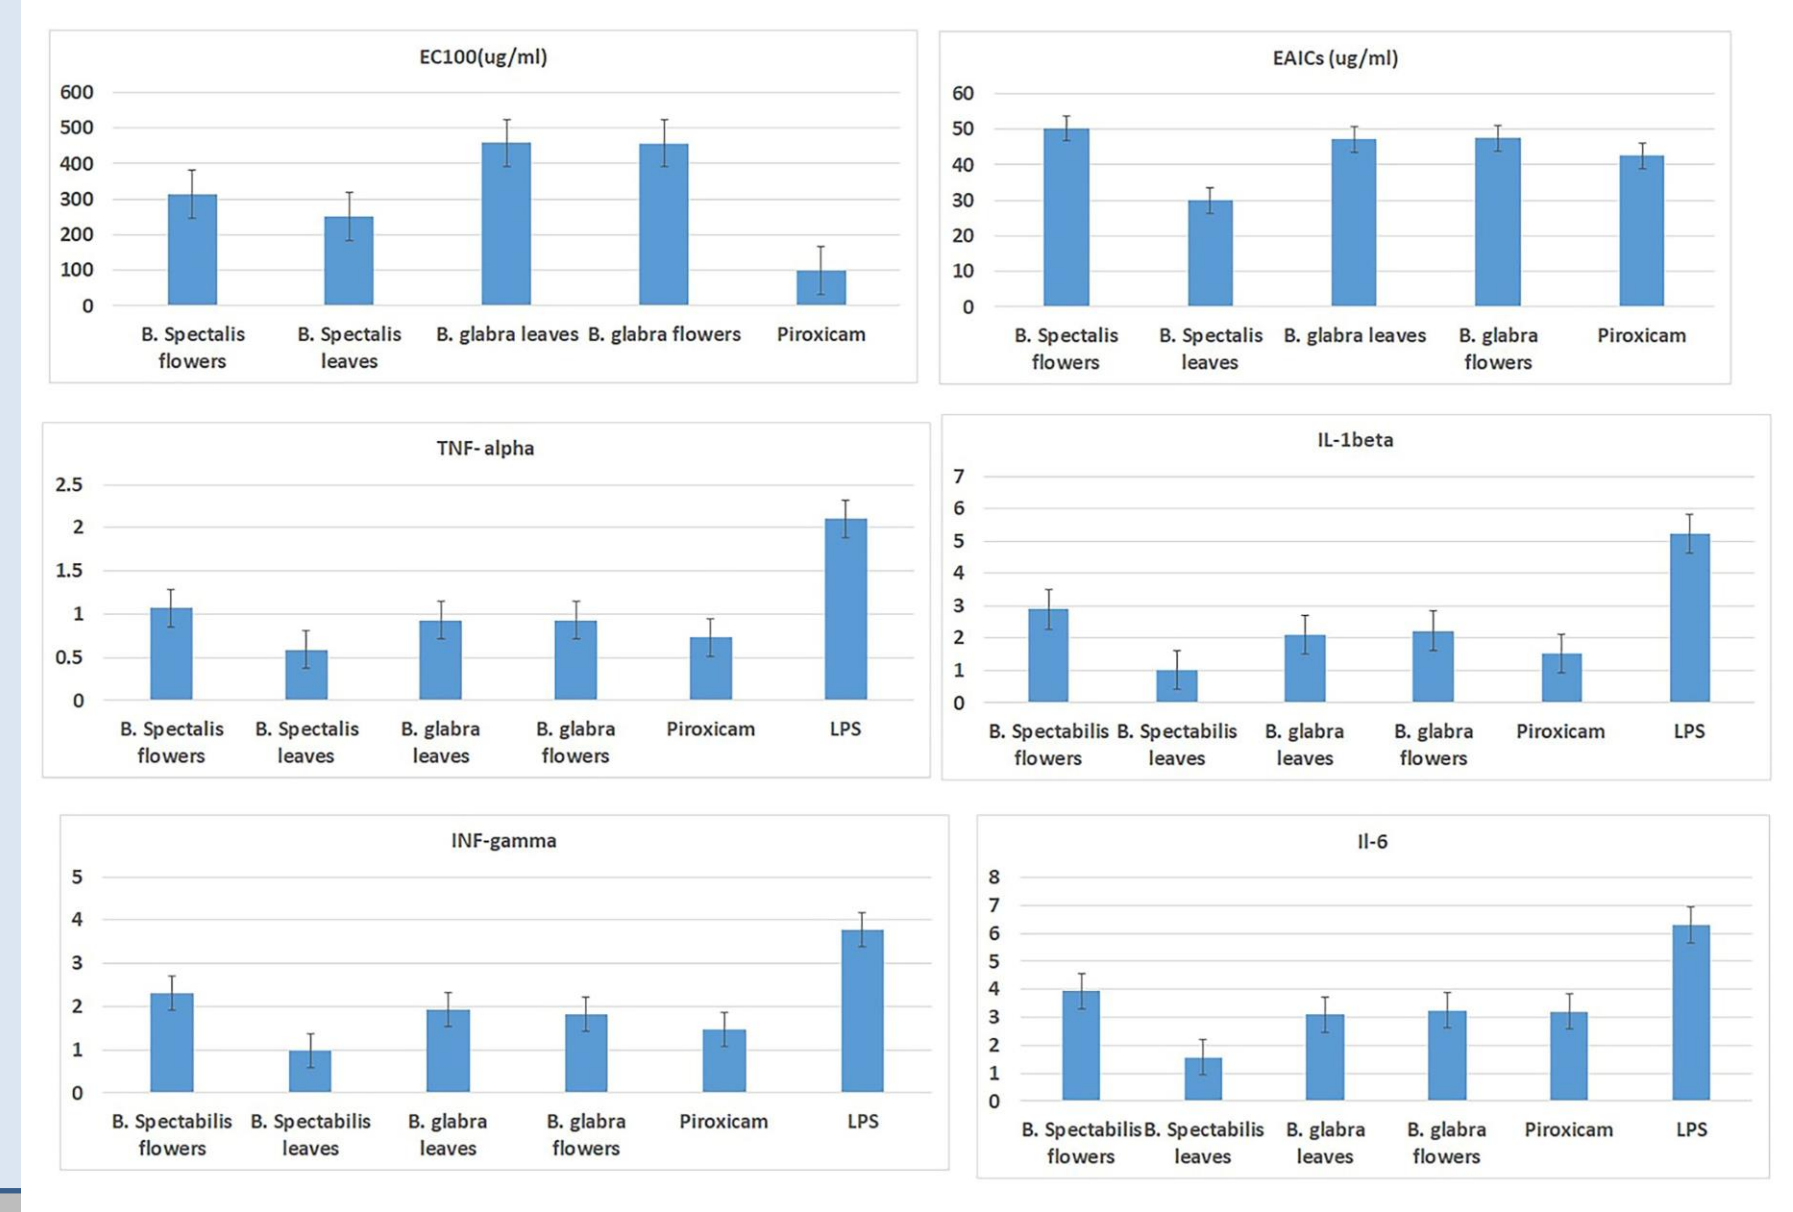 EC100(ug/ml)
600
500
400
300
200
100
0
B. Spectalis flowers
B. Spectalis leaves
B. glabra leaves
B. glabra flowers
Piroxicam
EAICs (ug/ml)
60
50
40
30
20
10
0
B. Spectalis flowers
B. Spectalis leaves
B. glabra leaves
B. glabra flowers
Piroxicam
TNF- alpha
2.5
2
1.5
1
0.5
0
B. Spectalis flowers
B. Spectalis leaves
B. glabra leaves
B. glabra flowers
Piroxicam
LPS
IL-1beta
7
6
5
4
3
2
1
0
B. Spectabilis flowers
B. Spectabilis leaves
B. glabra leaves
B. glabra flowers
Piroxicam
LPS
INF-gamma
5
4
3
2
1
0
B. Spectabilis flowers
B. Spectabilis leaves
B. glabra leaves
B. glabra flowers
Piroxicam
LPS
Il-6
8
7
6
5
4
3
2
1
0
B. Spectabilis flowers
B. Spectabilis leaves
B. glabra leaves
B. glabra flowers
Piroxicam
LPS